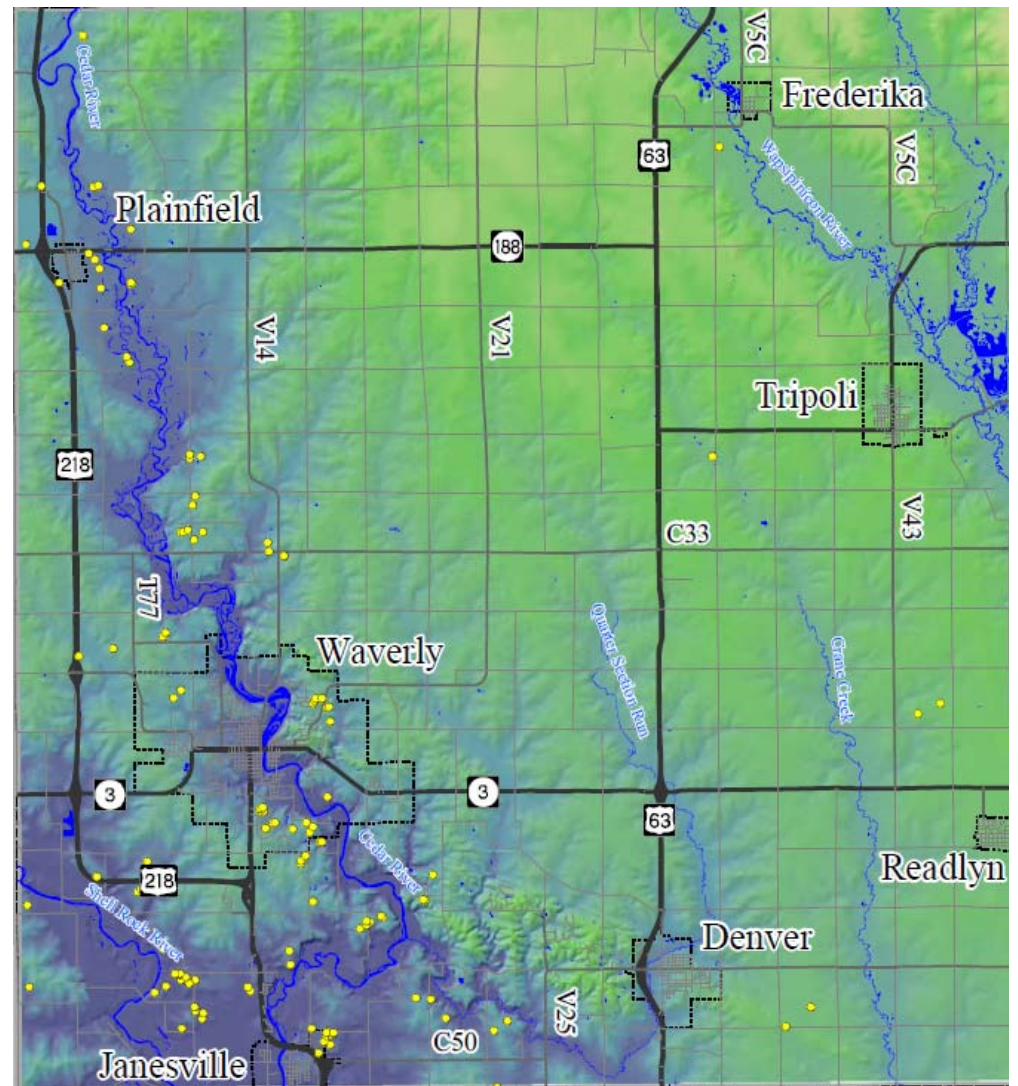 V5C
Cedar River
Frederika
63
V5C
Wapsipinicon River
Plainfield
188
V14
V21
Tripoli
218
V43
C33
T77
Quarter Section Run
Crane Creek
Waverly
3
3
63
Cedar River
Readlyn
218
Shell Rock River
Denver
V25
C50
Janesville